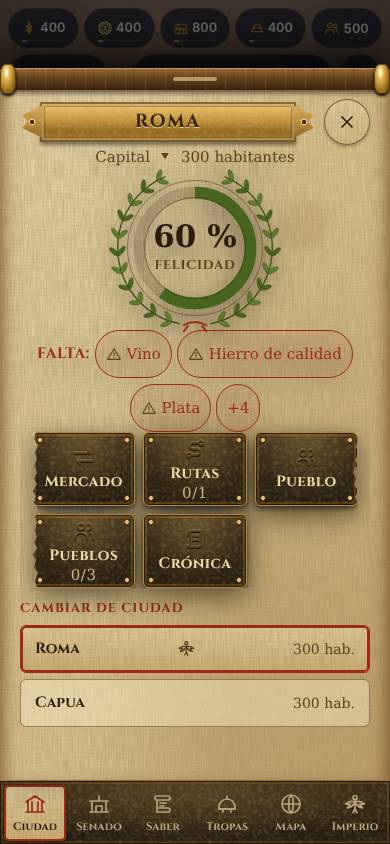 400 400 800 400 500
ROMA
Capital 300 habitantes
60 %
FELICIDAD
FALTA: Vino Hierro de calidad
Plata +4
MERCADO RUTAS PUEBLO
0/1
PUEBLOS CRÓNICA
0/3
CAMBIAR DE CIUDAD
ROMA 300 hab.
CAPUA 300 hab.
CIUDAD SENADO SABER TROPAS MAPA IMPERIO